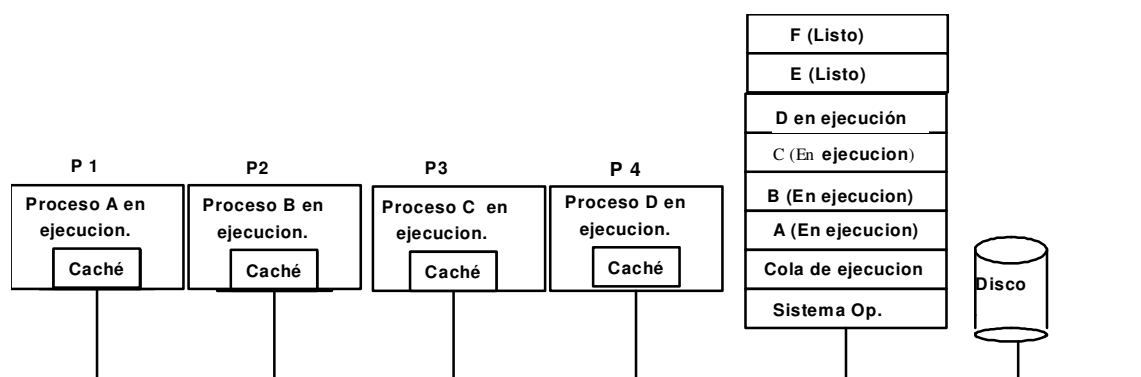 P 1
Proceso A en
ejecucion.
Caché
P2
Proceso B en
ejecucion.
Caché
P3
Proceso C en
ejecucion.
Caché
P 4
Proceso D en
ejecucion.
Caché
F (Listo)
E (Listo)
D en ejecución
C (En ejecucion)
B (En ejecucion)
A (En ejecucion)
Cola de ejecucion
Sistema Op.
Disco